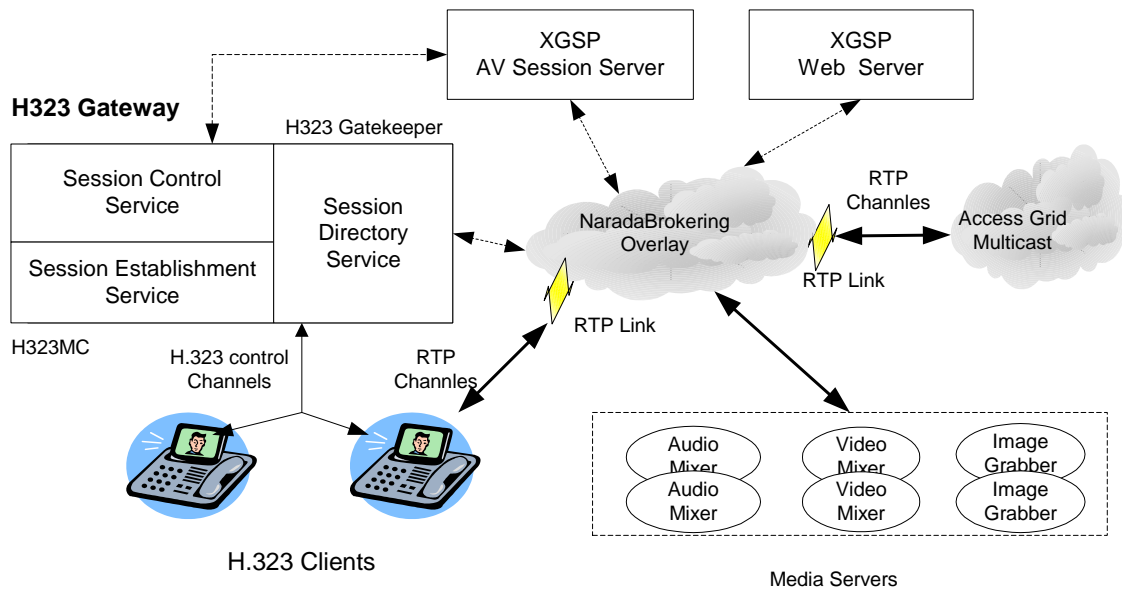 XGSP
AV Session Server
XGSP
Web Server
H323 Gateway
H323 Gatekeeper
Session Control
Service
Session
Directory
Service
Session Establishment
Service
H323MC
NaradaBrokering
Overlay
RTP
Channles
Access Grid
Multicast
RTP Link
RTP Link
H.323 control
Channels
RTP
Channles
Audio
Mixer
Video
Mixer
Image
Grabber
Audio
Mixer
Video
Mixer
Image
Grabber
H.323 Clients
Media Servers